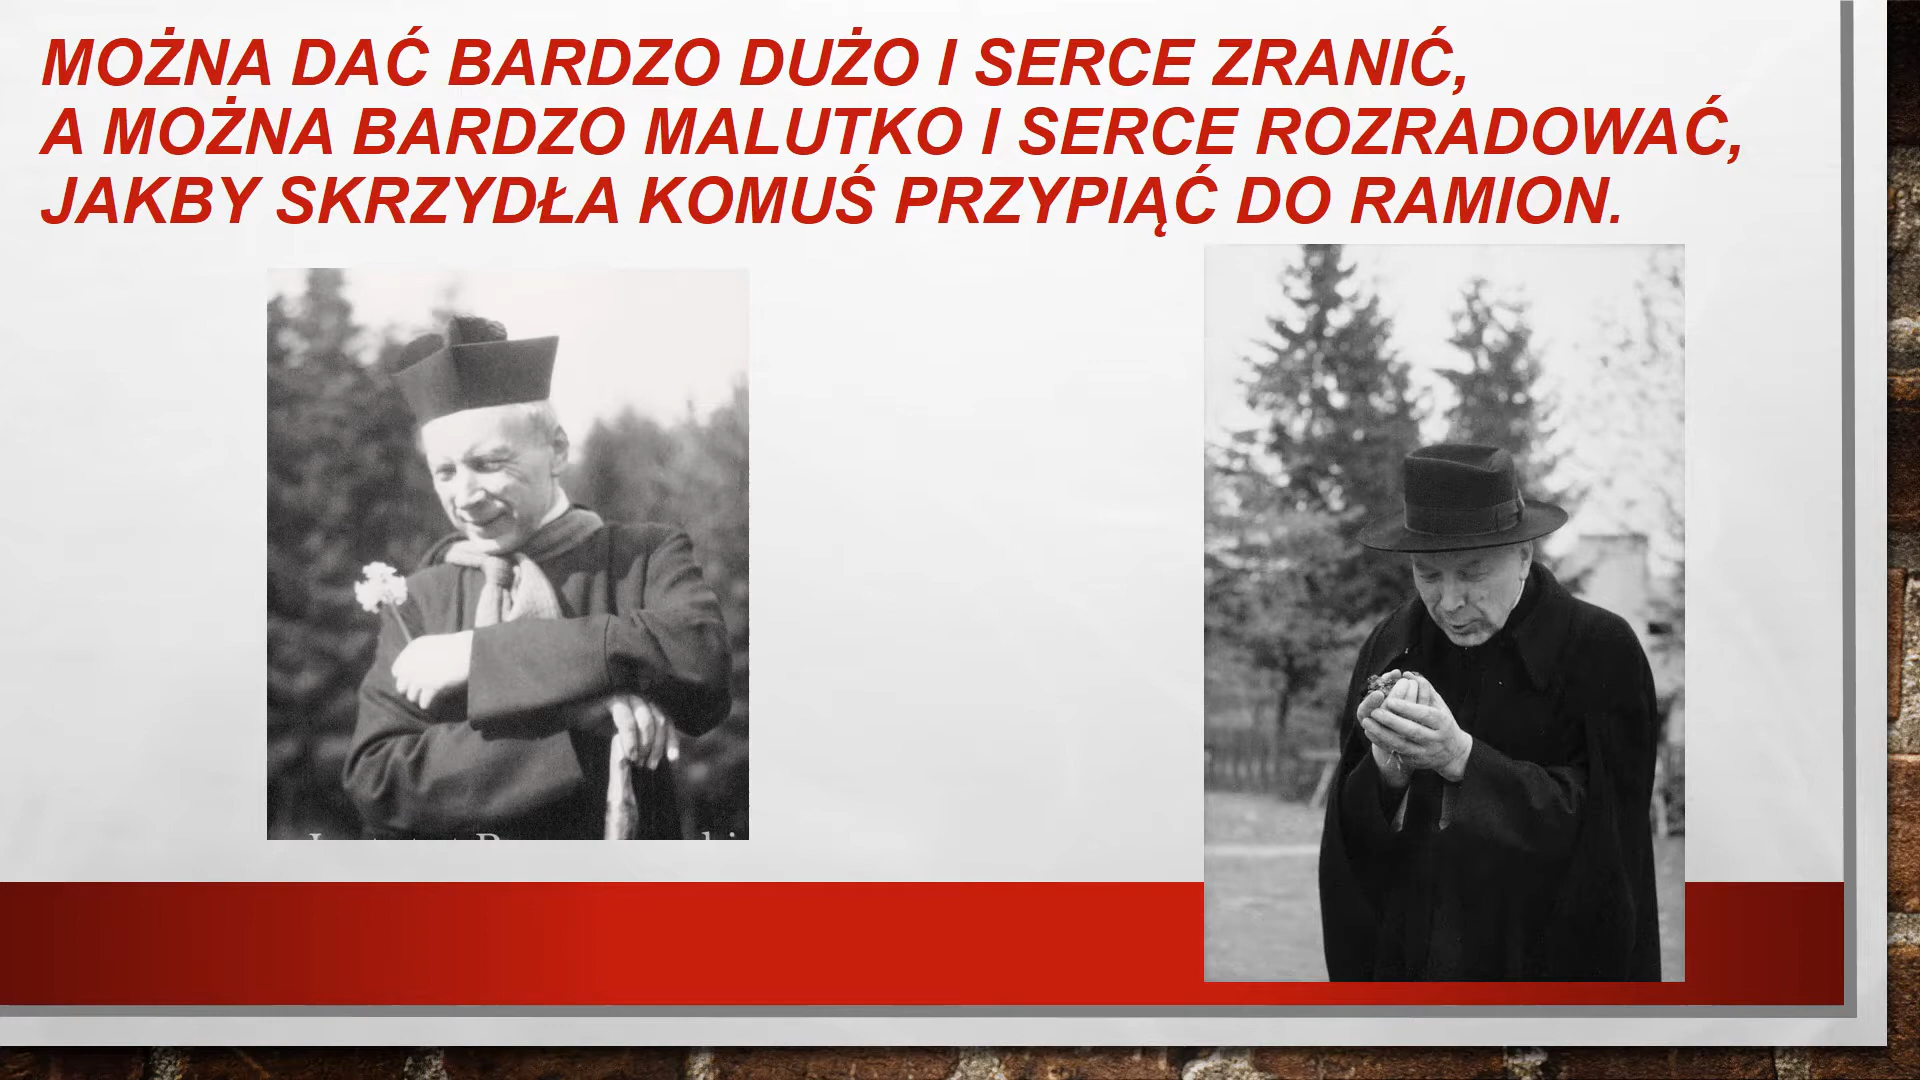 MOŻNA DAĆ BARDZO DUŻO I SERCE ZRANIĆ,
A MOŻNA BARDZO MALUTKO I SERCE ROZRADOWAĆ,
JAKBY SKRZYDŁA KOMUŚ PRZYPIĄĆ DO RAMION.